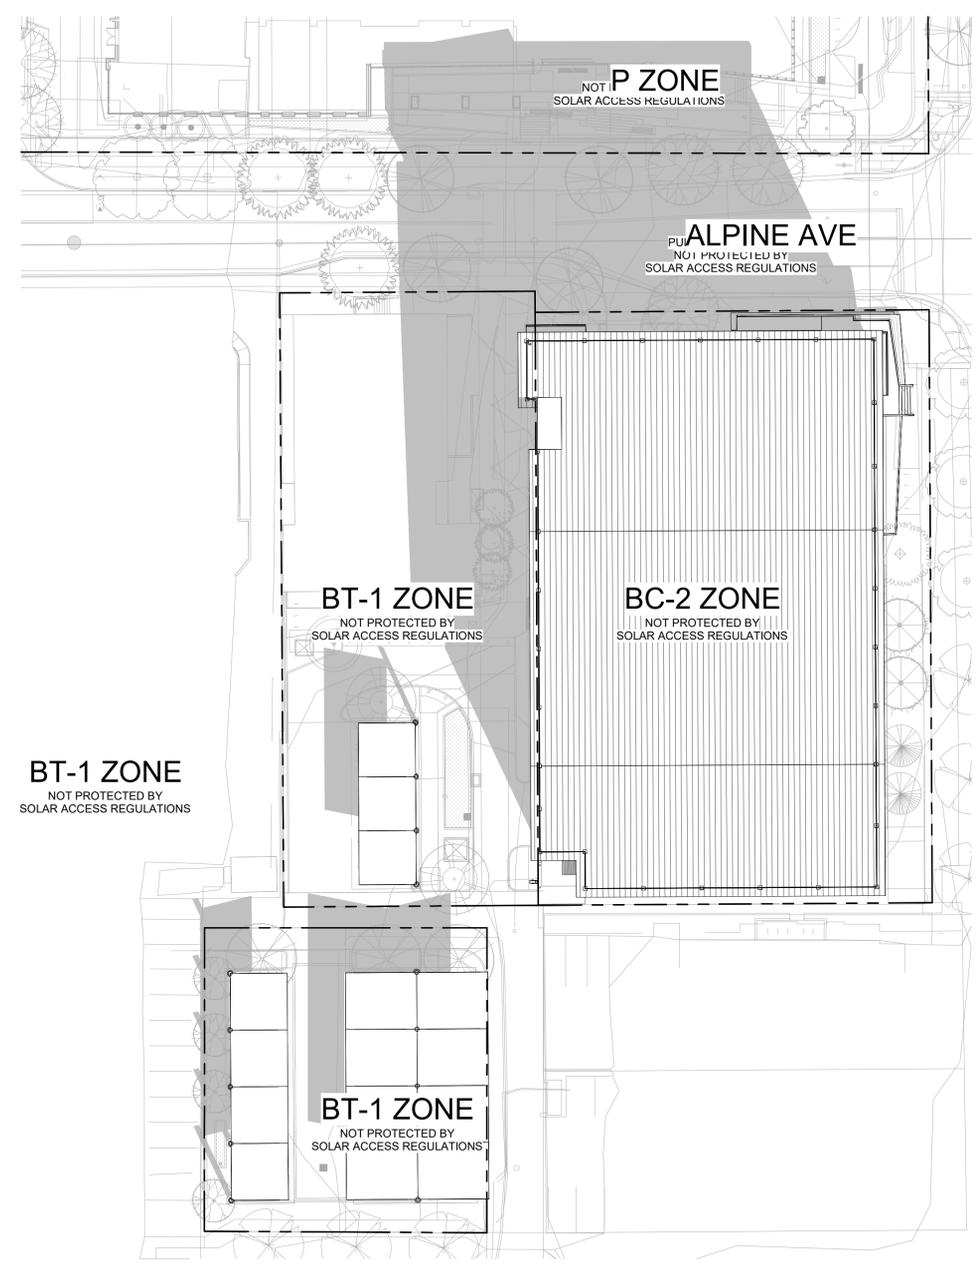 P ZONE
NOT
SOLAR ACCESS REGULATIONS
ALPINE AVE
NOT PROTECTED BY
SOLAR ACCESS REGULATIONS
BT-1 ZONE
NOT PROTECTED BY
SOLAR ACCESS REGULATIONS
BC-2 ZONE
NOT PROTECTED BY
SOLAR ACCESS REGULATIONS
BT-1 ZONE
NOT PROTECTED BY
SOLAR ACCESS REGULATIONS
BT-1 ZONE
NOT PROTECTED BY
SOLAR ACCESS REGULATIONS